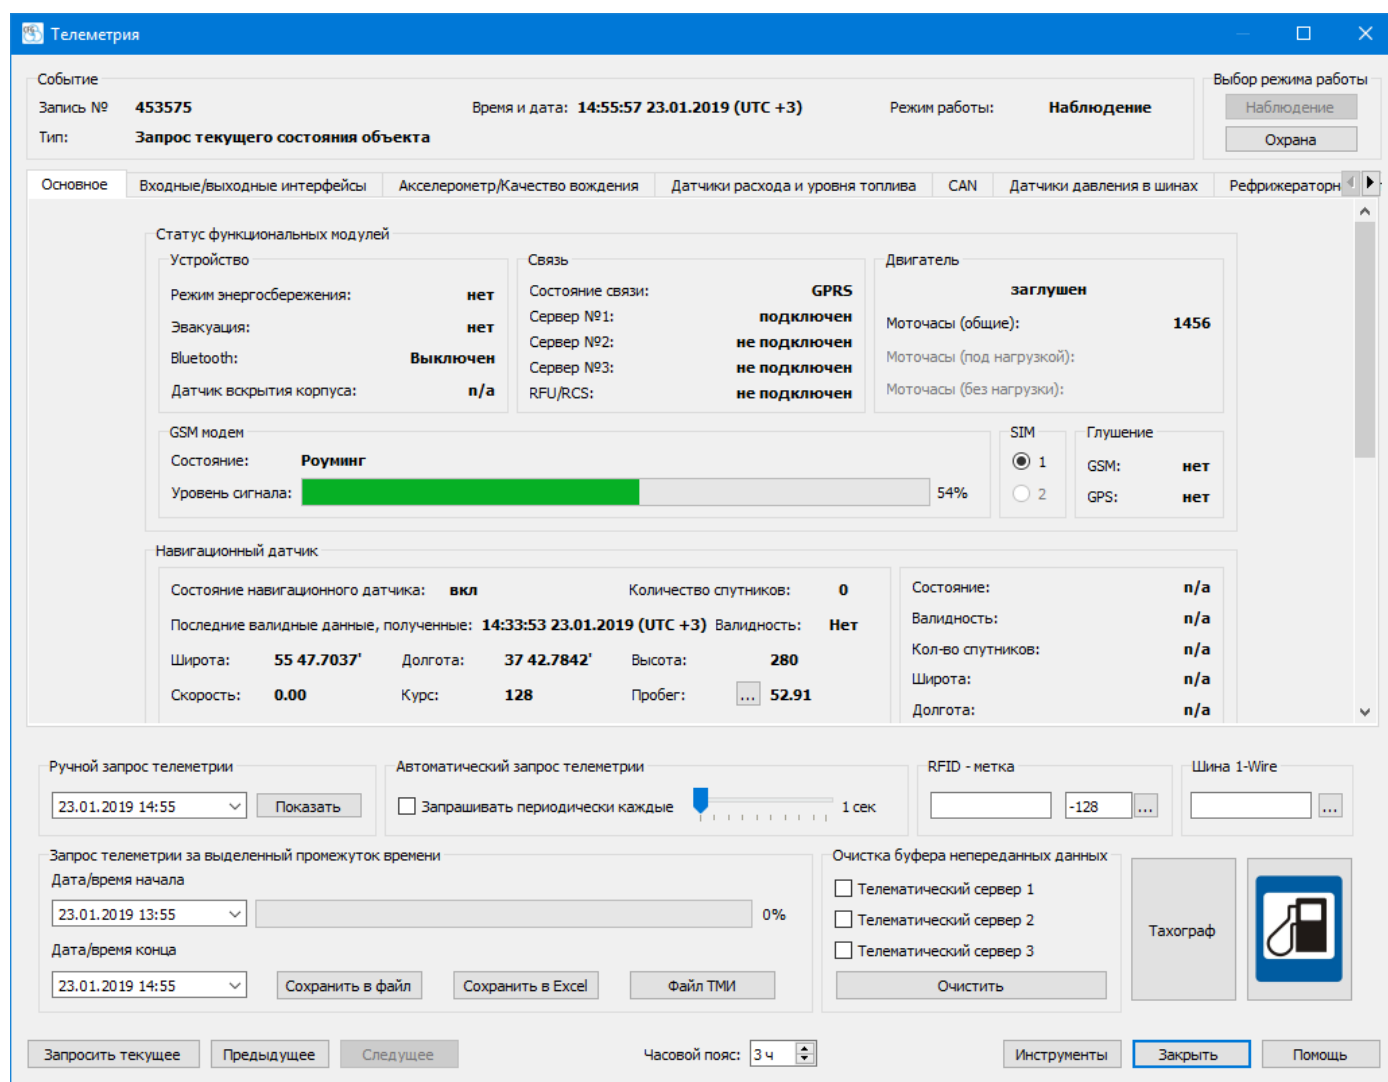 Телеметрия
Событие
Запись № 453575 Время и дата: 14:55:57 23.01.2019 (UTC +3) Режим работы: Наблюдение
Тип: Запрос текущего состояния объекта
Выбор режима работы
Наблюдение
Охрана
Основное Входные/выходные интерфейсы Акселерометр/Качество вождения Датчики расхода и уровня топлива CAN Датчики давления в шинах Рефрижераторн
Статус функциональных модулей
Устройство
Режим энергосбережения: нет
Эвакуация: нет
Bluetooth: Выключен
Датчик вскрытия корпуса: n/a
Связь
Состояние связи: GPRS
Сервер №1: подключен
Сервер №2: не подключен
Сервер №3: не подключен
RFU/RCS: не подключен
Двигатель
заглушен
Моточасы (общие): 1456
Моточасы (под нагрузкой):
Моточасы (без нагрузки):
GSM модем
Состояние: Роуминг
Уровень сигнала: 54%
SIM
1
2
Глушение
GSM: нет
GPS: нет
Навигационный датчик
Состояние навигационного датчика: вкл Количество спутников: 0
Последние валидные данные, полученные: 14:33:53 23.01.2019 (UTC +3) Валидность: Нет
Широта: 55 47.7037' Долгота: 37 42.7842' Высота: 280
Скорость: 0.00 Курс: 128 Пробег: ... 52.91
Состояние: n/a
Валидность: n/a
Кол-во спутников: n/a
Широта: n/a
Долгота: n/a
Ручной запрос телеметрии
23.01.2019 14:55 Показать
Автоматический запрос телеметрии
Запрашивать периодически каждые 1 сек
RFID - метка
-128 ...
Шина 1-Wire
...
Запрос телеметрии за выделенный промежуток времени
Дата/время начала
23.01.2019 13:55 0%
Дата/время конца
23.01.2019 14:55 Сохранить в файл Сохранить в Excel Файл ТМИ
Очистка буфера непереданных данных
Телематический сервер 1
Телематический сервер 2
Телематический сервер 3
Очистить
Тахограф
Запросить текущее Предыдущее Следущее Часовой пояс: 3 ч Инструменты Закрыть Помощь